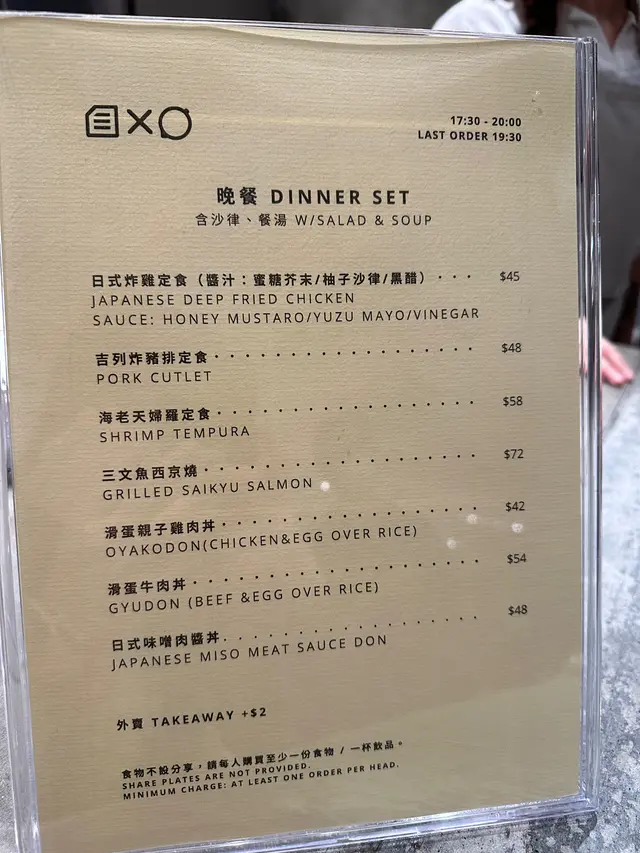 17:30 - 20:00
LAST ORDER 19:30
晚餐 DINNER SET
含沙律、餐湯 W/SALAD & SOUP
日式炸雞定食（醬汁：蜜糖芥末/柚子沙律/黑醋）··· $45
JAPANESE DEEP FRIED CHICKEN
SAUCE: HONEY MUSTARO/YUZU MAYO/VINEGAR
吉列炸豬排定食·················· $48
PORK CUTLET
海老天婦羅定食·················· $58
SHRIMP TEMPURA
三文魚西京燒··················· $72
GRILLED SAIKYU SALMON
滑蛋親子雞肉丼·················· $42
OYAKODON(CHICKEN&EGG OVER RICE)
滑蛋牛肉丼···················· $54
GYUDON (BEEF &EGG OVER RICE)
日式味噌肉醬丼·················· $48
JAPANESE MISO MEAT SAUCE DON
外賣 TAKEAWAY +$2
食物不設分享，請每人購買至少一份食物 / 一杯飲品。
SHARE PLATES ARE NOT PROVIDED.
MINIMUM CHARGE: AT LEAST ONE ORDER PER HEAD.